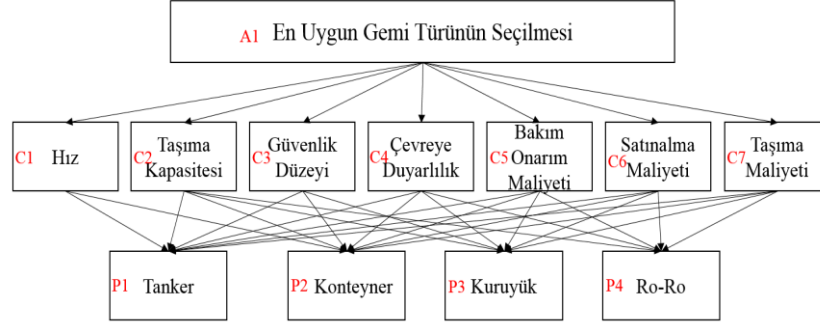 A1 En Uygun Gemi Türünün Seçilmesi
C1 Hız
C2 Taşıma
Kapasitesi
C3 Güvenlik
Düzeyi
C4 Çevreye
Duyarlılık
C5 Bakım
Onarım
Maliyeti
C6 Satınalma
Maliyeti
C7 Taşıma
Maliyeti
P1 Tanker
P2 Konteyner
P3 Kuruyük
P4 Ro-Ro